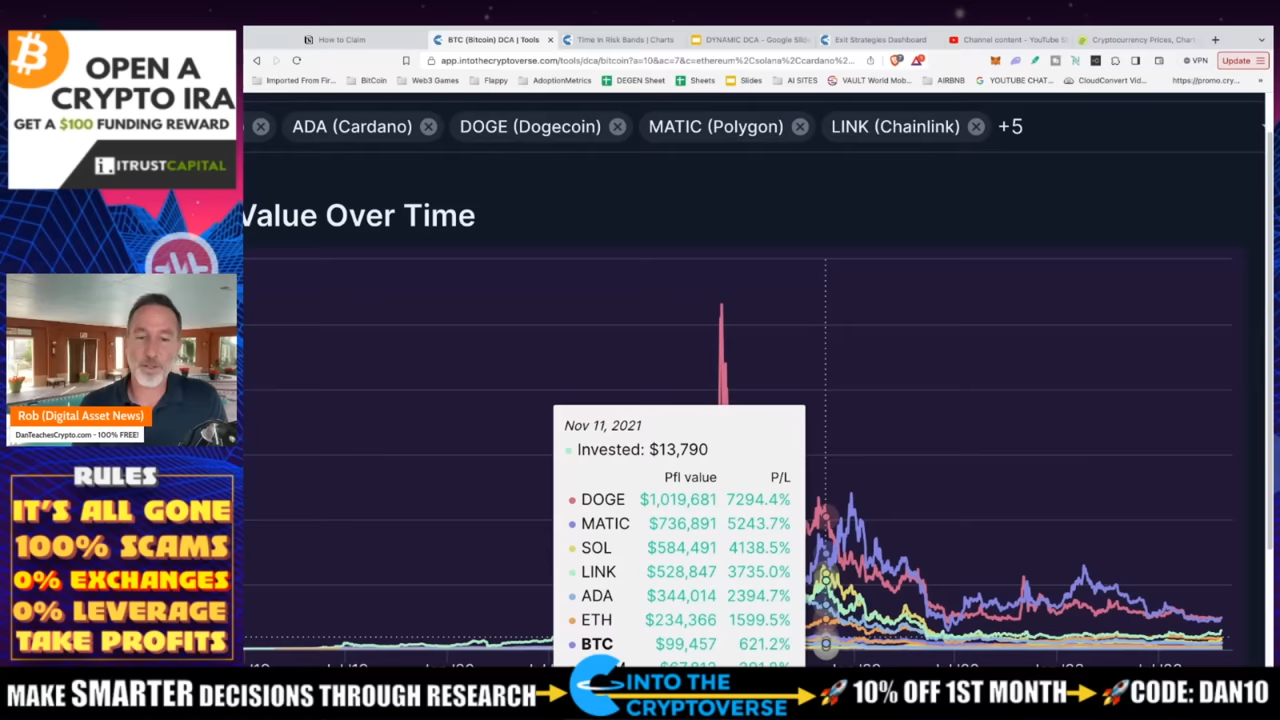 OPEN A
CRYPTO IRA
GET A $100 FUNDING REWARD
ITRUSTCAPITAL
How to Claim
BTC (Bitcoin) DCA | Tools
Time In Risk Bands | Charts
DYNAMIC DCA - Google Slid
Exit Strategies Dashboard
Channel content - YouTube S
Cryptocurrency Prices, Chart
app.intothecryptoverse.com/tools/dca/bitcoin?a=10&ac=7&c=ethereum%2Csolana%2Ccardano...
VPN
Update
Imported From Fir...
BitCoin
Web3 Games
Flappy
AdoptionMetrics
DEGEN Sheet
Sheets
Slides
AI SITES
VAULT World Mob...
AIRBNB
YOUTUBE CHAT...
CloudConvert Vid...
https://promo.cry...
ADA (Cardano)
DOGE (Dogecoin)
MATIC (Polygon)
LINK (Chainlink)
+5
Value Over Time
Nov 11, 2021
Invested: $13,790
Pfl value P/L
DOGE $1,019,681 7294.4%
MATIC $736,891 5243.7%
SOL $584,491 4138.5%
LINK $528,847 3735.0%
ADA $344,014 2394.7%
ETH $234,366 1599.5%
BTC $99,457 621.2%
Rob (Digital Asset News)
DanTeachesCrypto.com - 100% FREE!
RULES
IT'S ALL GONE
100% SCAMS
0% EXCHANGES
0% LEVERAGE
TAKE PROFITS
MAKE SMARTER DECISIONS THROUGH RESEARCH
INTO THE
CRYPTOVERSE
10% OFF 1ST MONTH
CODE: DAN10